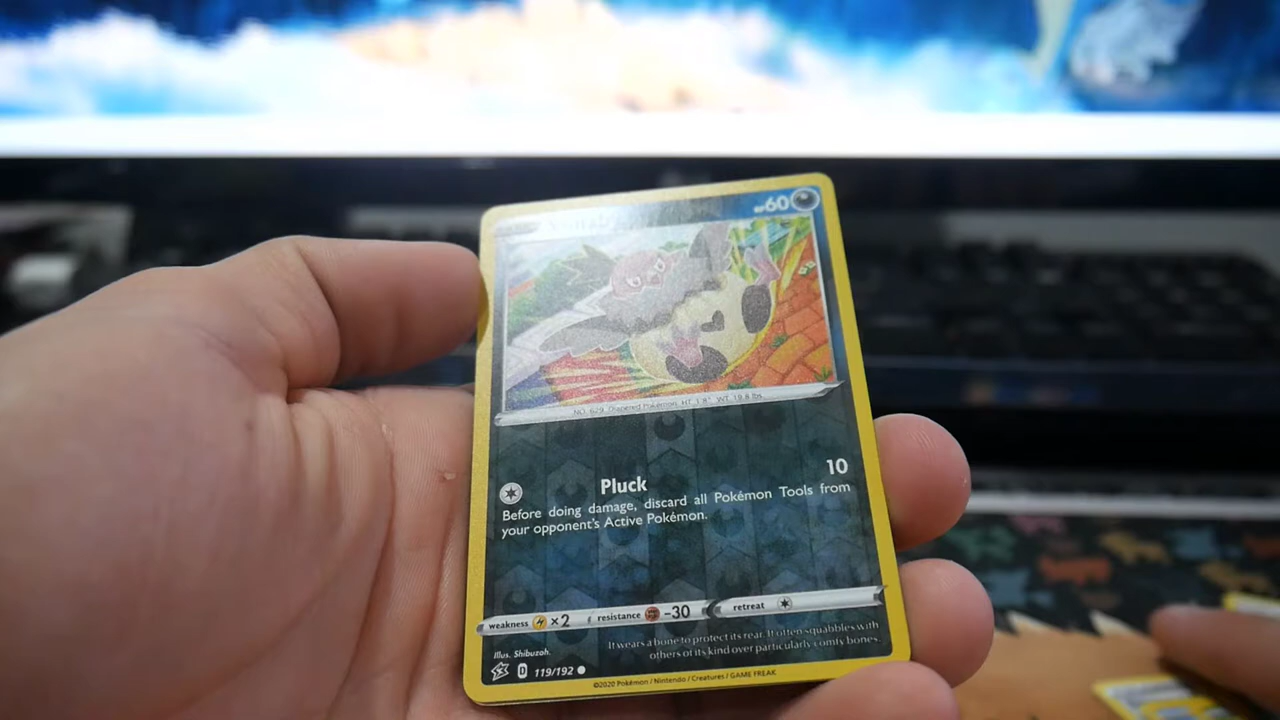 HP60
NO. 629 Diapered Pokémon HT. 1'8" WT. 19.8 lbs
Pluck 10
Before doing damage, discard all Pokémon Tools from
your opponent's Active Pokémon.
weakness ×2 resistance -30 retreat
It wears a bone to protect its rear. It often squabbles with
others of its kind over particularly comfy bones.
Illus. Shibuzoh.
119/192
©2020 Pokémon / Nintendo / Creatures / GAME FREAK